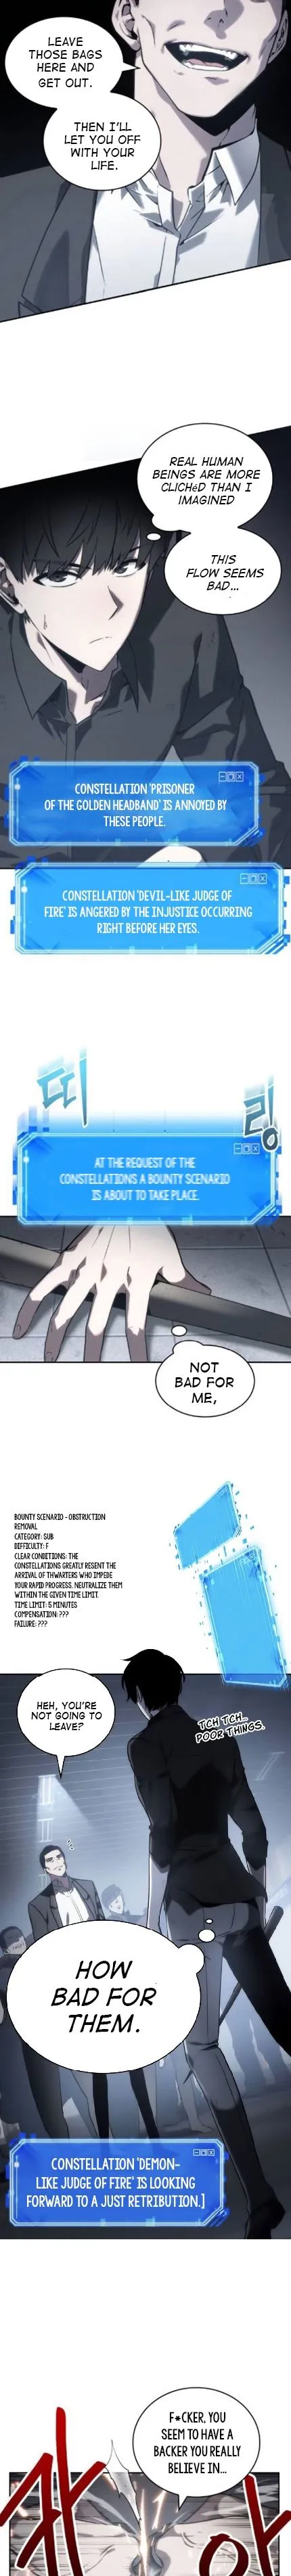 LEAVE
THOSE BAGS
HERE AND
GET OUT.
THEN I'LL
LET YOU OFF
WITH YOUR
LIFE.
REAL HUMAN
BEINGS ARE MORE
CLICHéD THAN I
IMAGINED
THIS
FLOW SEEMS
BAD...
CONSTELLATION 'PRISONER
OF THE GOLDEN HEADBAND' IS ANNOYED BY
THESE PEOPLE.
CONSTELLATION 'DEVIL-LIKE JUDGE OF
FIRE' IS ANGERED BY THE INJUSTICE OCCURRING
RIGHT BEFORE HER EYES.
띠
링
AT THE REQUEST OF THE
CONSTELLATIONS A BOUNTY SCENARIO
IS ABOUT TO TAKE PLACE.
NOT
BAD FOR
ME,
BOUNTY SCENARIO - OBSTRUCTION
REMOVAL
CATEGORY: SUB
DIFFICULTY: F
CLEAR CONDITIONS: THE
CONSTELLATIONS GREATLY RESENT THE
ARRIVAL OF THWARTERS WHO IMPEDE
YOUR RAPID PROGRESS. NEUTRALIZE THEM
WITHIN THE GIVEN TIME LIMIT.
TIME LIMIT: 5 MINUTES
COMPENSATION: ???
FAILURE: ???
HEH, YOU'RE
NOT GOING TO
LEAVE?
TCH TCH...
POOR THINGS.
HOW
BAD FOR
THEM.
CONSTELLATION 'DEMON-
LIKE JUDGE OF FIRE' IS LOOKING
FORWARD TO A JUST RETRIBUTION.]
F*CKER, YOU
SEEM TO HAVE A
BACKER YOU REALLY
BELIEVE IN...